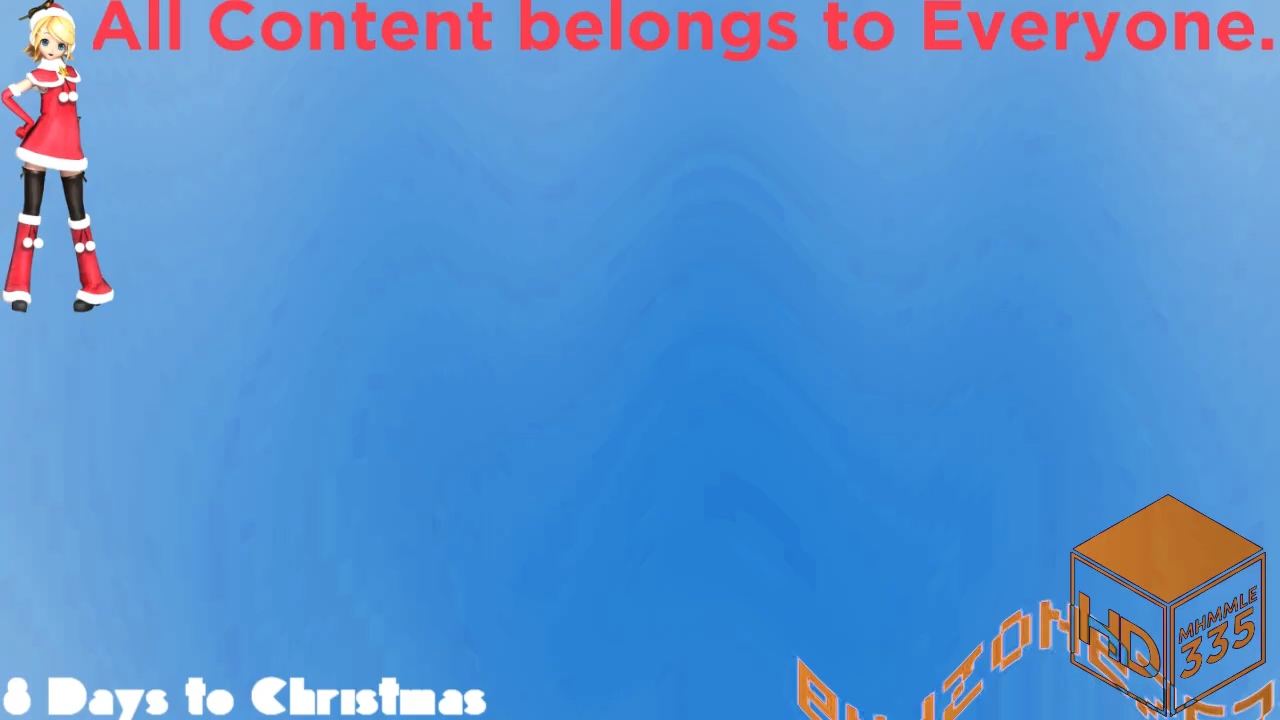 All Content belongs to Everyone.
HD
MHMMLE
335
8 Days to Christmas